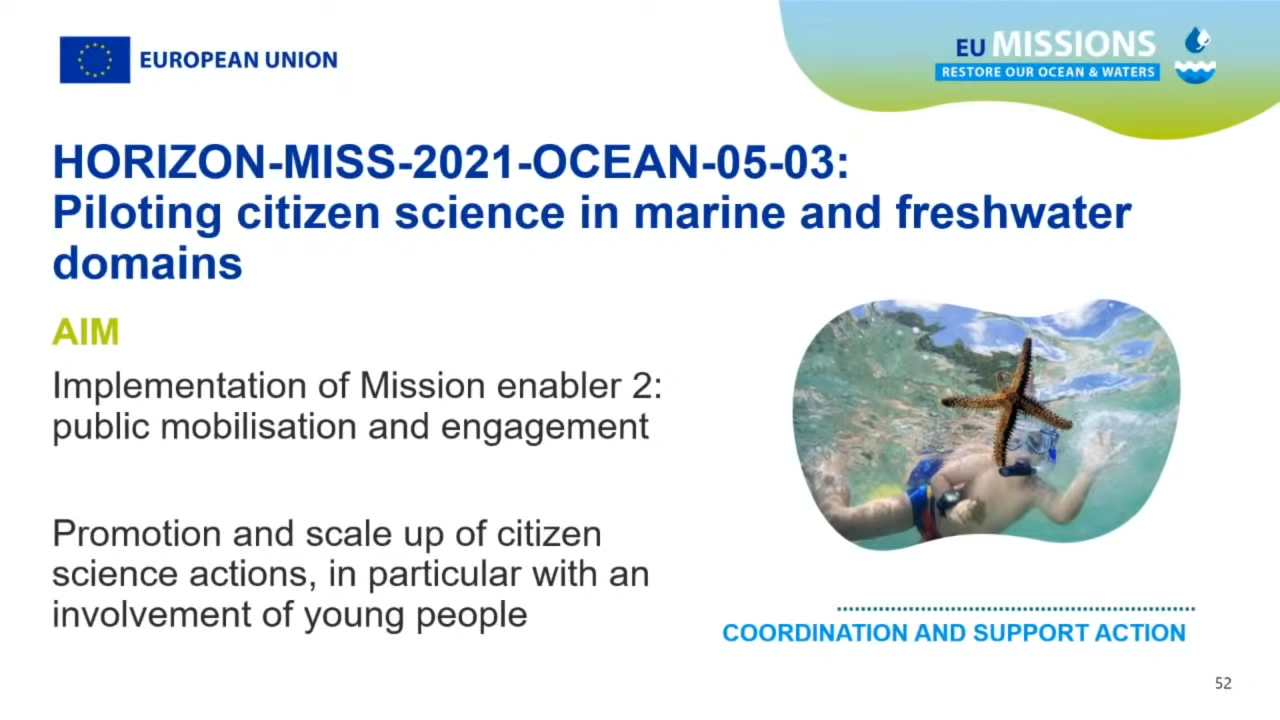 EUROPEAN UNION
EU MISSIONS
RESTORE OUR OCEAN & WATERS
HORIZON-MISS-2021-OCEAN-05-03:
Piloting citizen science in marine and freshwater
domains
AIM
Implementation of Mission enabler 2:
public mobilisation and engagement
Promotion and scale up of citizen
science actions, in particular with an
involvement of young people
COORDINATION AND SUPPORT ACTION
52